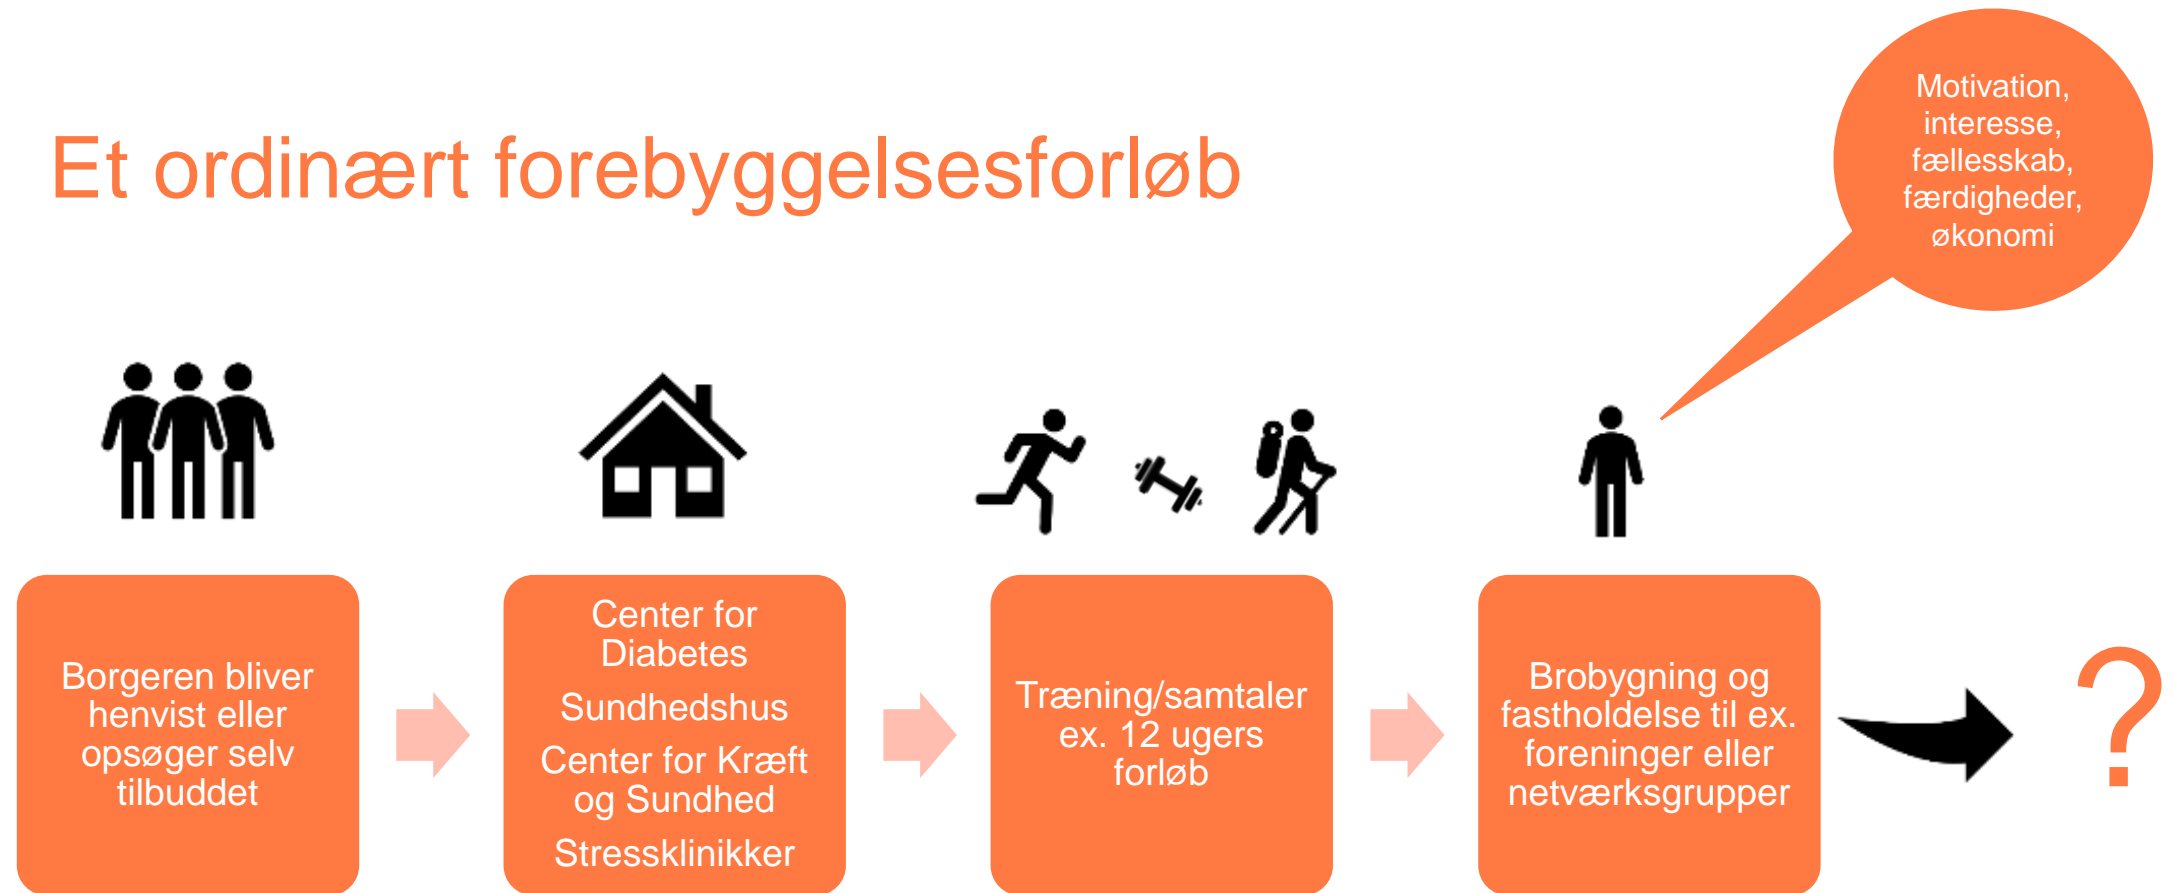 Et ordinært forebyggelsesforløb
Motivation,
interesse,
fællesskab,
færdigheder,
økonomi
Borgeren bliver
henvist eller
opsøger selv
tilbuddet
Center for
Diabetes
Sundhedshus
Center for Kræft
og Sundhed
Stressklinikker
Træning/samtaler
ex. 12 ugers
forløb
Brobygning og
fastholdelse til ex.
foreninger eller
netværksgrupper
?